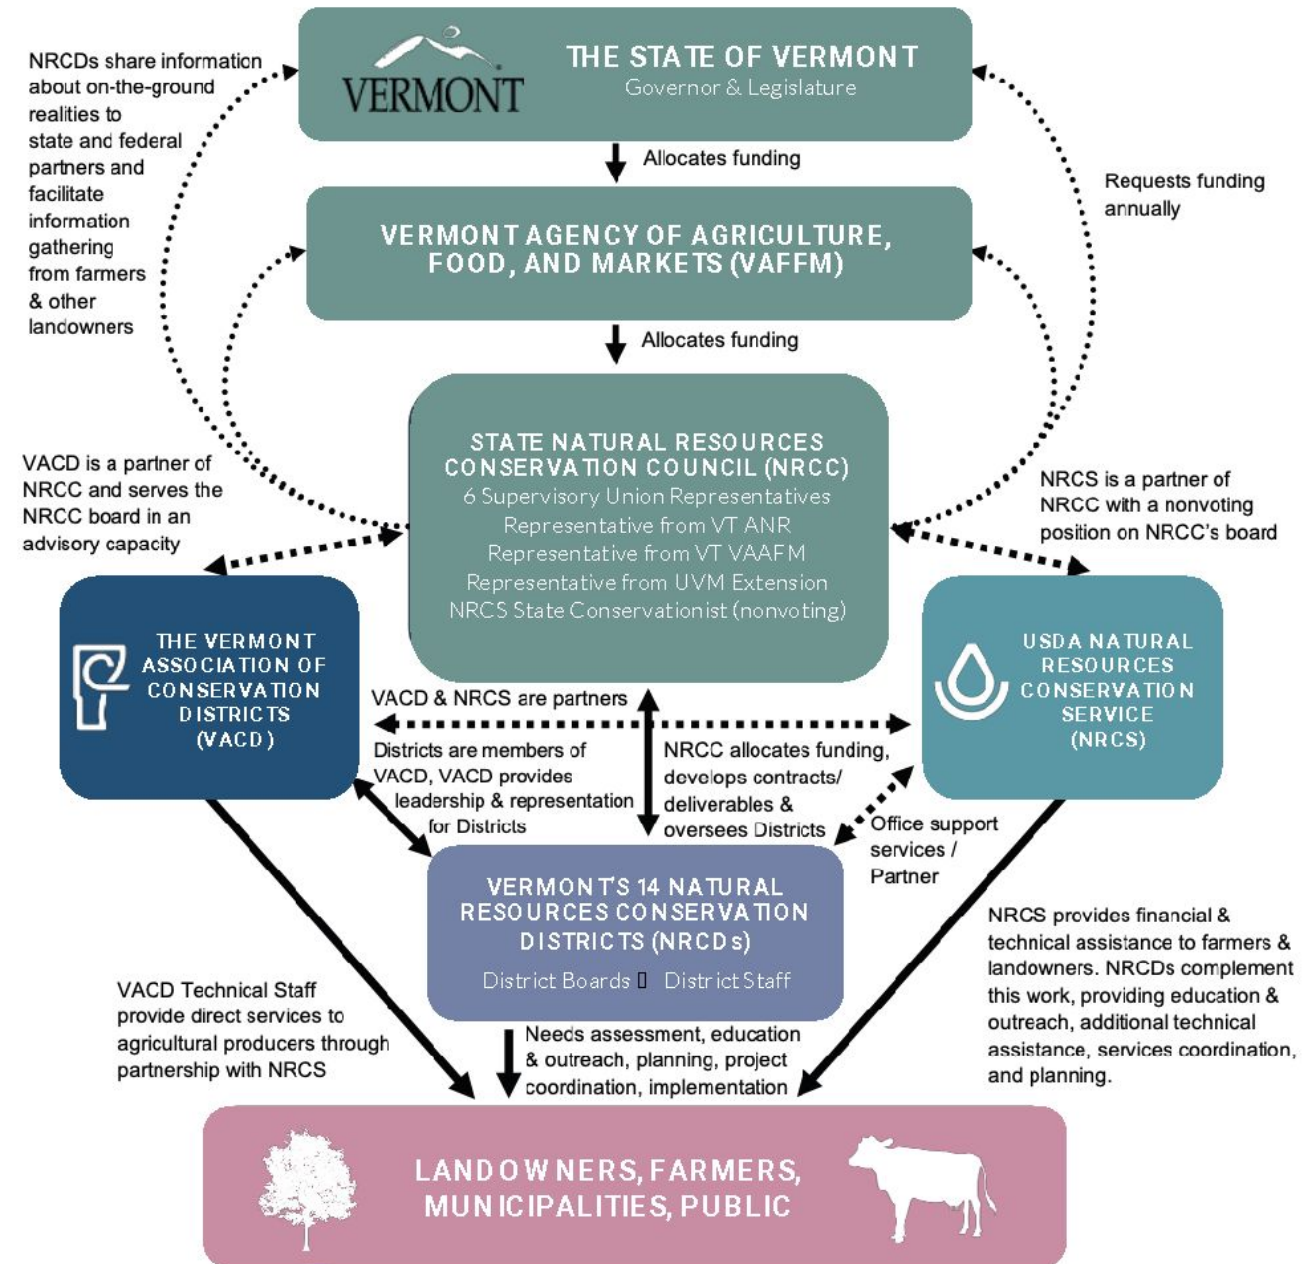 NRCDs share information
about on-the-ground
realities to
state and federal
partners and
facilitate
information
gathering
from farmers
& other
landowners
VERMONT®
THE STATE OF VERMONT
Governor & Legislature
Allocates funding
Requests funding
annually
VERMONT AGENCY OF AGRICULTURE,
FOOD, AND MARKETS (VAFFM)
Allocates funding
STATE NATURAL RESOURCES
CONSERVATION COUNCIL (NRCC)
6 Supervisory Union Representatives
Representative from VT ANR
Representative from VT VAAFM
Representative from UVM Extension
NRCS State Conservationist (nonvoting)
VACD is a partner of
NRCC and serves the
NRCC board in an
advisory capacity
NRCS is a partner of
NRCC with a nonvoting
position on NRCC's board
THE VERMONT
ASSOCIATION OF
CONSERVATION
DISTRICTS
(VACD)
USDA NATURAL
RESOURCES
CONSERVATION
SERVICE
(NRCS)
VACD & NRCS are partners
Districts are members of
VACD, VACD provides
leadership & representation
for Districts
NRCC allocates funding,
develops contracts/
deliverables &
oversees Districts
Office support
services /
Partner
VERMONT'S 14 NATURAL
RESOURCES CONSERVATION
DISTRICTS (NRCDs)
District Boards ▯ District Staff
VACD Technical Staff
provide direct services to
agricultural producers through
partnership with NRCS
Needs assessment, education
& outreach, planning, project
coordination, implementation
NRCS provides financial &
technical assistance to farmers &
landowners. NRCDs complement
this work, providing education &
outreach, additional technical
assistance, services coordination,
and planning.
LANDOWNERS, FARMERS,
MUNICIPALITIES, PUBLIC